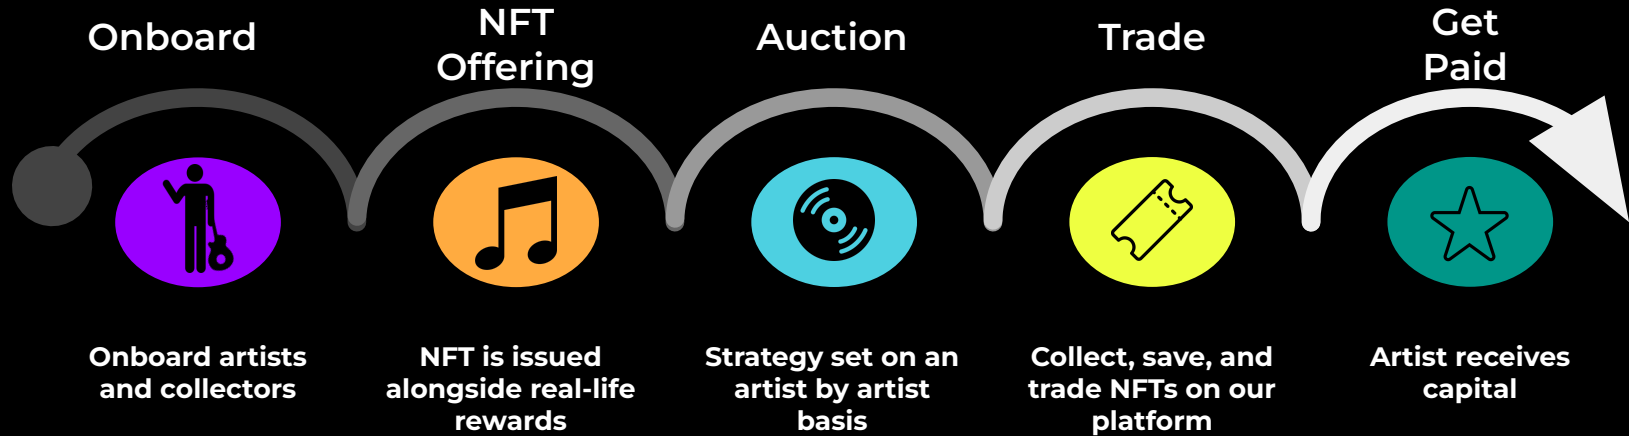 Onboard
NFT
Offering
Auction
Trade
Get
Paid
Onboard artists
and collectors
NFT is issued
alongside real-life
rewards
Strategy set on an
artist by artist
basis
Collect, save, and
trade NFTs on our
platform
Artist receives
capital